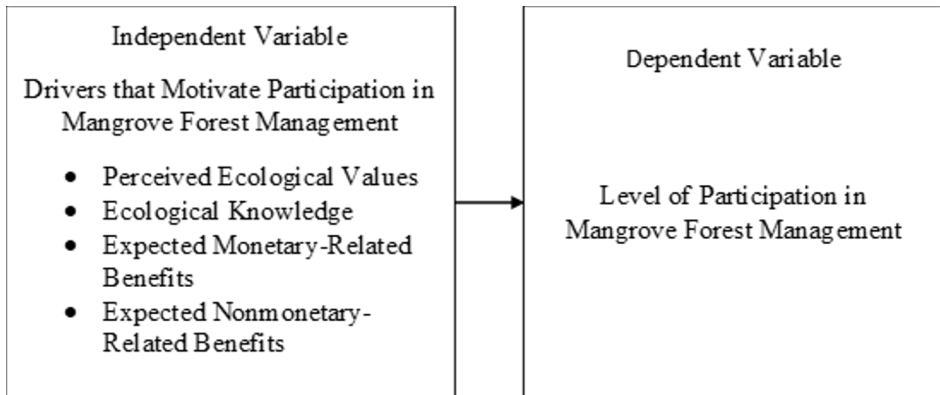 Independent Variable
Drivers that Motivate Participation in
Mangrove Forest Management
• Perceived Ecological Values
• Ecological Knowledge
• Expected Monetary-Related
Benefits
• Expected Nonmonetary-
Related Benefits
Dependent Variable
Level of Participation in
Mangrove Forest Management